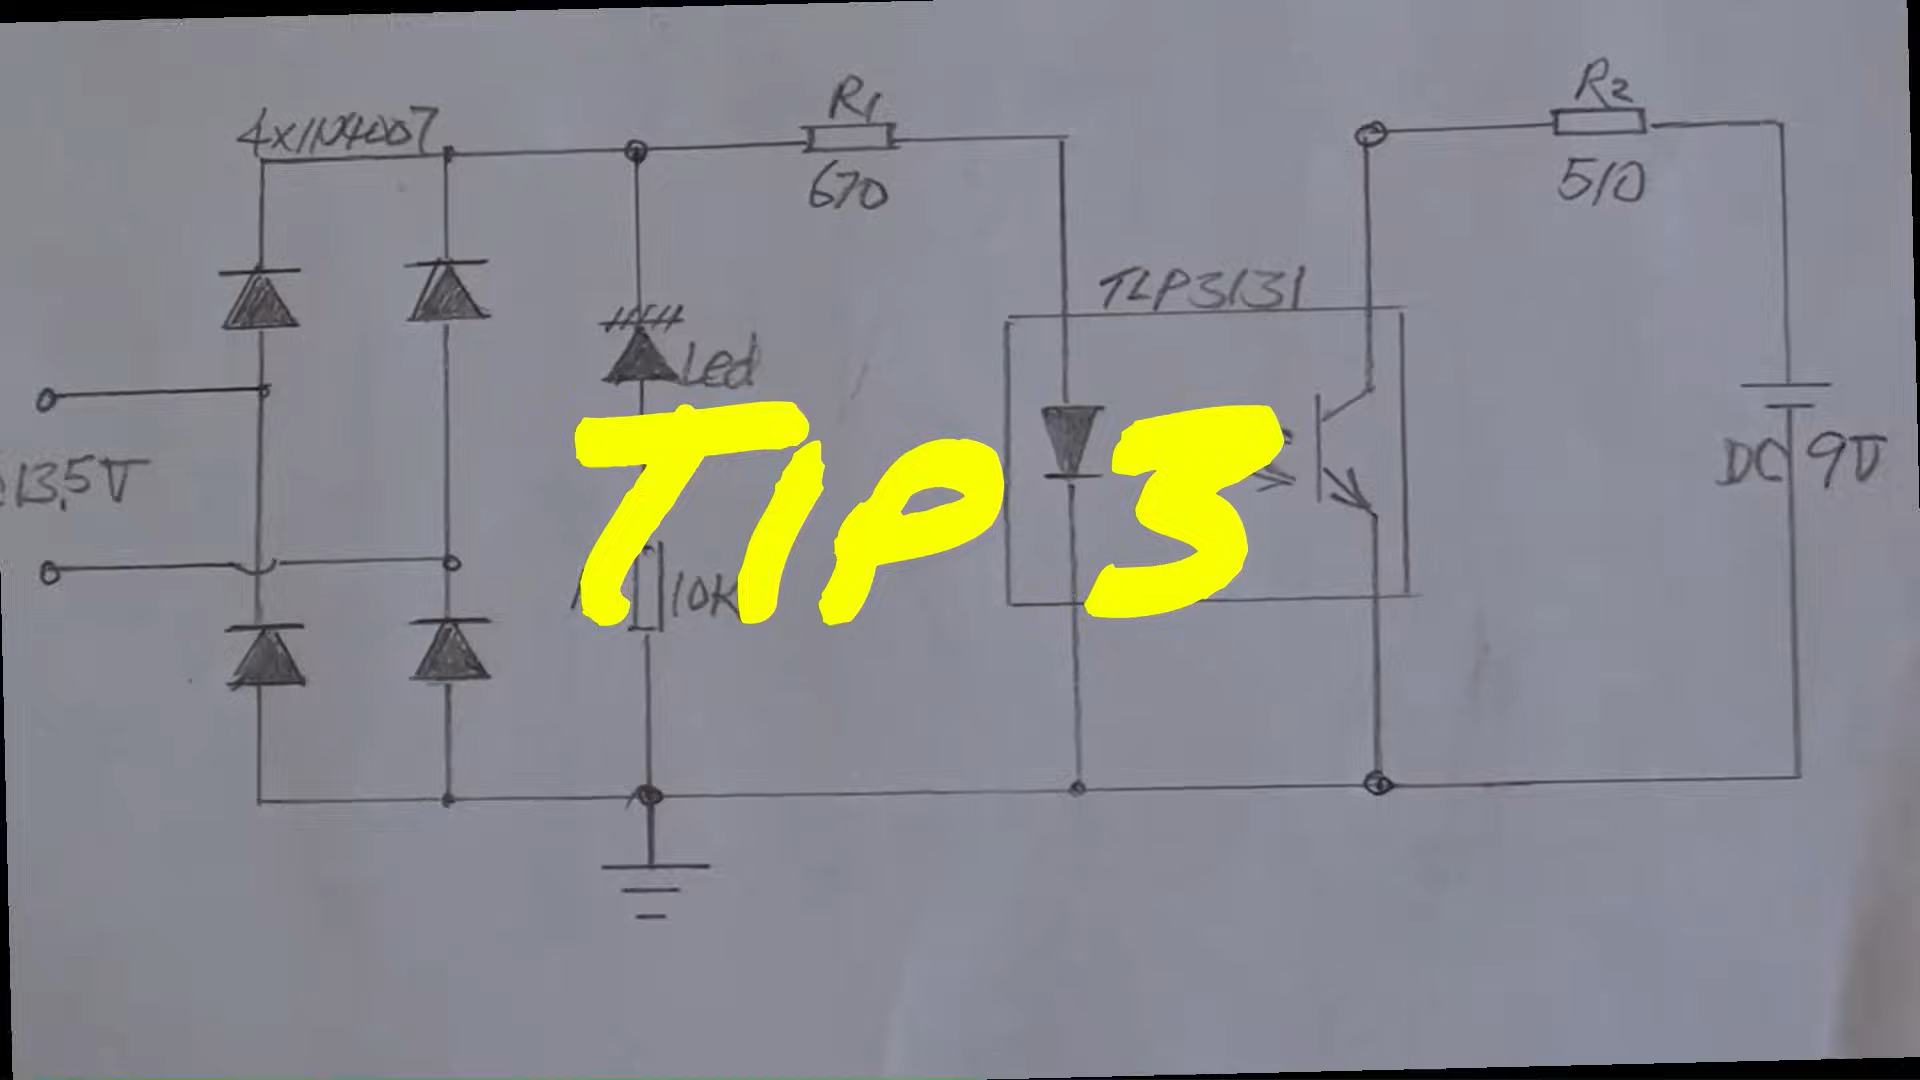 4X1N4007
R1
670
R2
510
TLP3131
Led
13.5V
10K
DC 9V
TIP 3